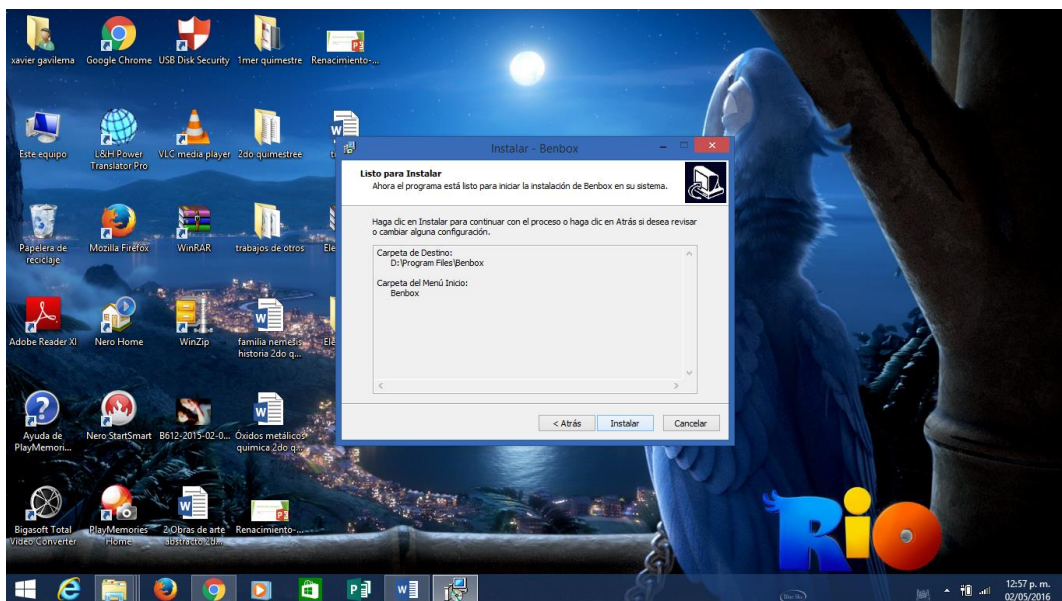 xavier gavilema
Google Chrome
USB Disk Security
1mer quimestre
Renacimiento-...
Este equipo
L&H Power
Translator Pro
VLC media player
2do quimestree
Papelera de
reciclaje
Mozilla Firefox
WinRAR
trabajos de otros
Ele
Adobe Reader XI
Nero Home
WinZip
familia nemesis
historia 2do q...
Ele
Ayuda de
PlayMemori...
Nero StartSmart
B612-2015-02-0...
Óxidos metálicos
quimica 2do q...
Bigasoft Total
Video Converter
PlayMemories
Home
2 Obras de arte
abstracto 2d...
Renacimiento-...
Instalar - Benbox
Listo para Instalar
Ahora el programa está listo para iniciar la instalación de Benbox en su sistema.
Haga clic en Instalar para continuar con el proceso o haga clic en Atrás si desea revisar
o cambiar alguna configuración.
Carpeta de Destino:
D:\Program Files\Benbox
Carpeta del Menú Inicio:
Benbox
< Atrás
Instalar
Cancelar
RiO
12:57 p. m.
02/05/2016